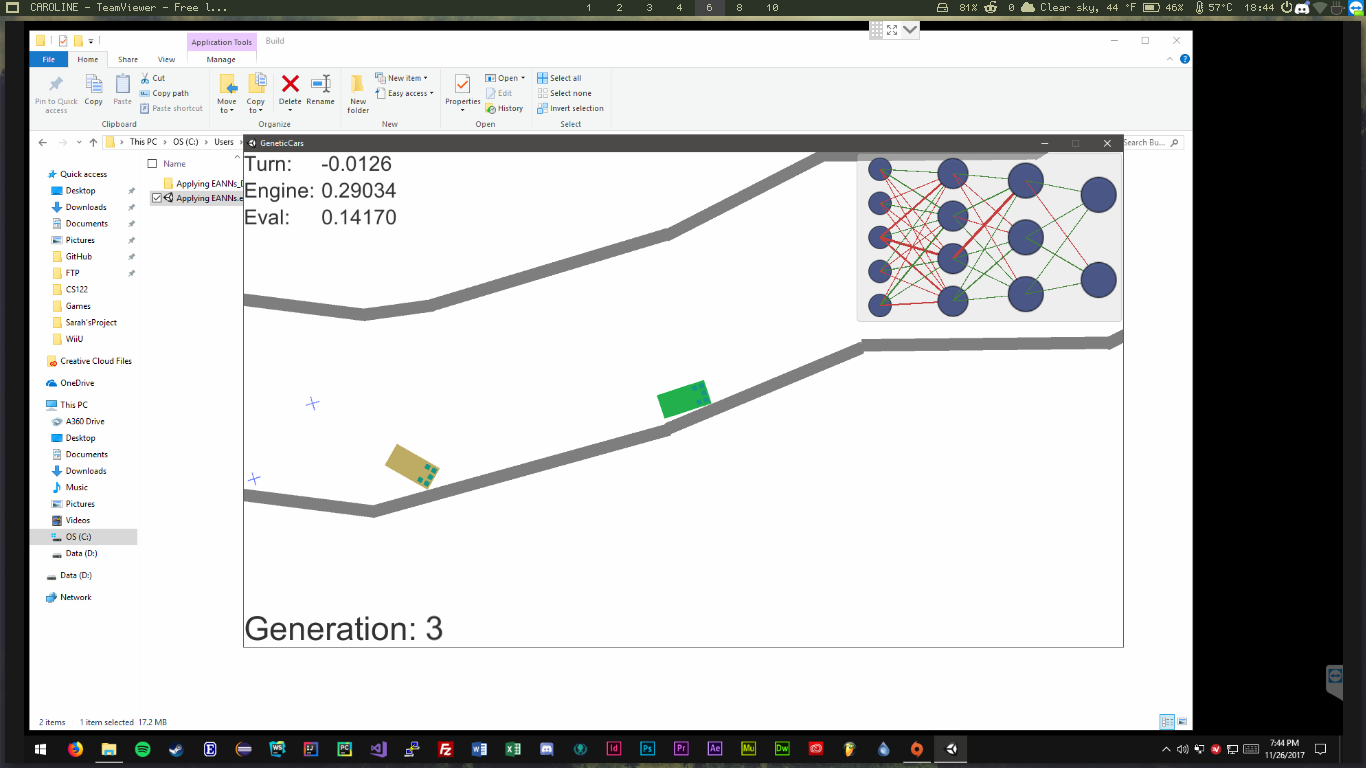 CAROLINE - TeamViewer - Free l...
1 2 3 4 6 8 10
81% 0 Clear sky, 44 °F 46% 57°C 18:44
Application Tools
Build
File Home Share View Manage
Pin to Quick access
Copy
Paste
Cut
Copy path
Paste shortcut
Clipboard
Move to
Copy to
Delete
Rename
Organize
New folder
New item
Easy access
New
Properties
Open
Edit
History
Open
Select all
Select none
Invert selection
Select
This PC > OS (C:) > Users
Search Bu...
GeneticCars
Name
Applying EANNs_
Applying EANNs.e
Quick access
Desktop
Downloads
Documents
Pictures
GitHub
FTP
CS122
Games
Sarah'sProject
WiiU
Creative Cloud Files
OneDrive
This PC
A360 Drive
Desktop
Documents
Downloads
Music
Pictures
Videos
OS (C:)
Data (D:)
Data (D:)
Network
Turn: -0.0126
Engine: 0.29034
Eval: 0.14170
Generation: 3
2 items 1 item selected 17.2 MB
7:44 PM
11/26/2017